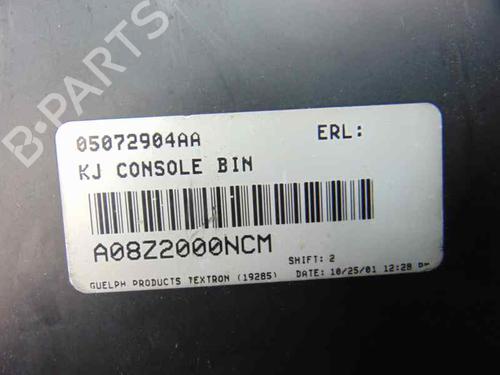 B-PARTS
05072904AA ERL:
KJ CONSOLE BIN
A08Z2000NCM
SHIFT: 2
GUELPH PRODUCTS TEXTRON (19285) DATE: 10/25/01 12:28